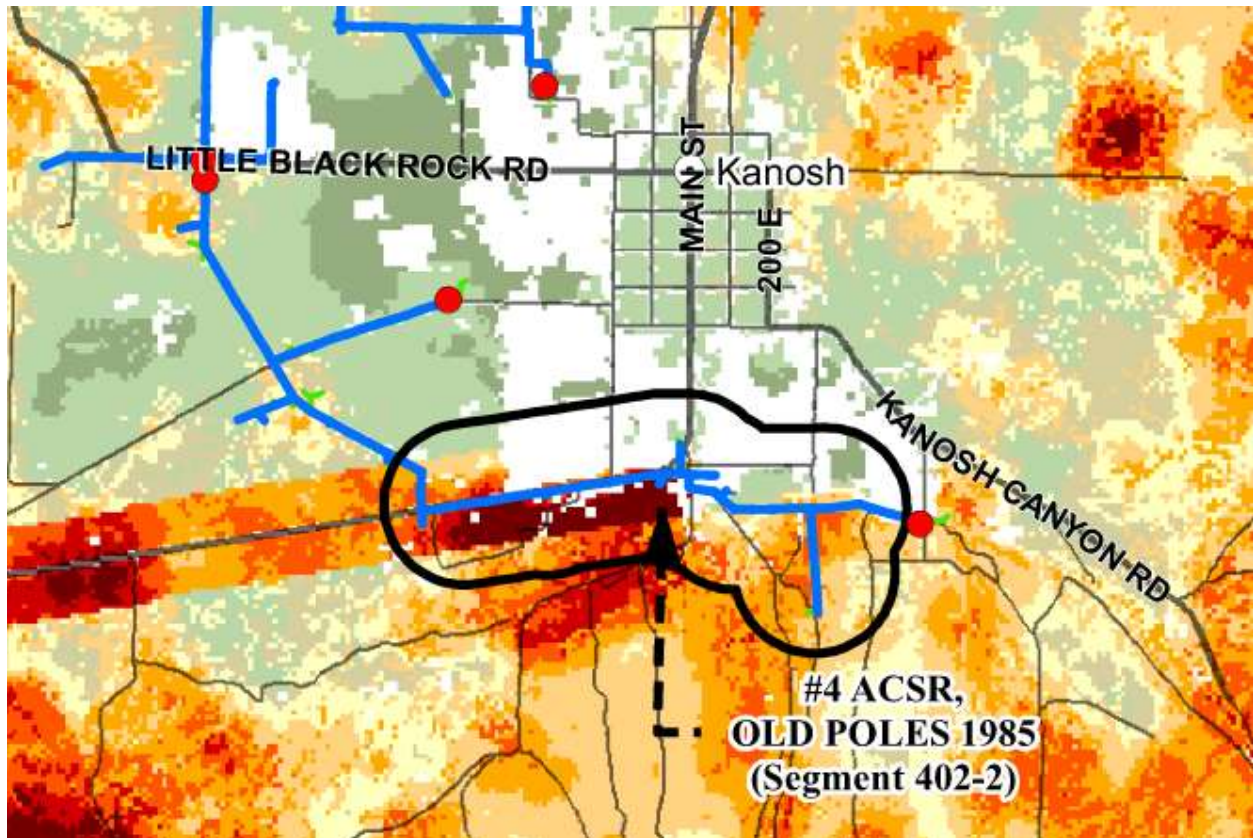 LITTLE BLACK ROCK RD
MAIN ST
Kanosh
200 E
KANOSH CANYON RD
#4 ACSR,
OLD POLES 1985
(Segment 402-2)